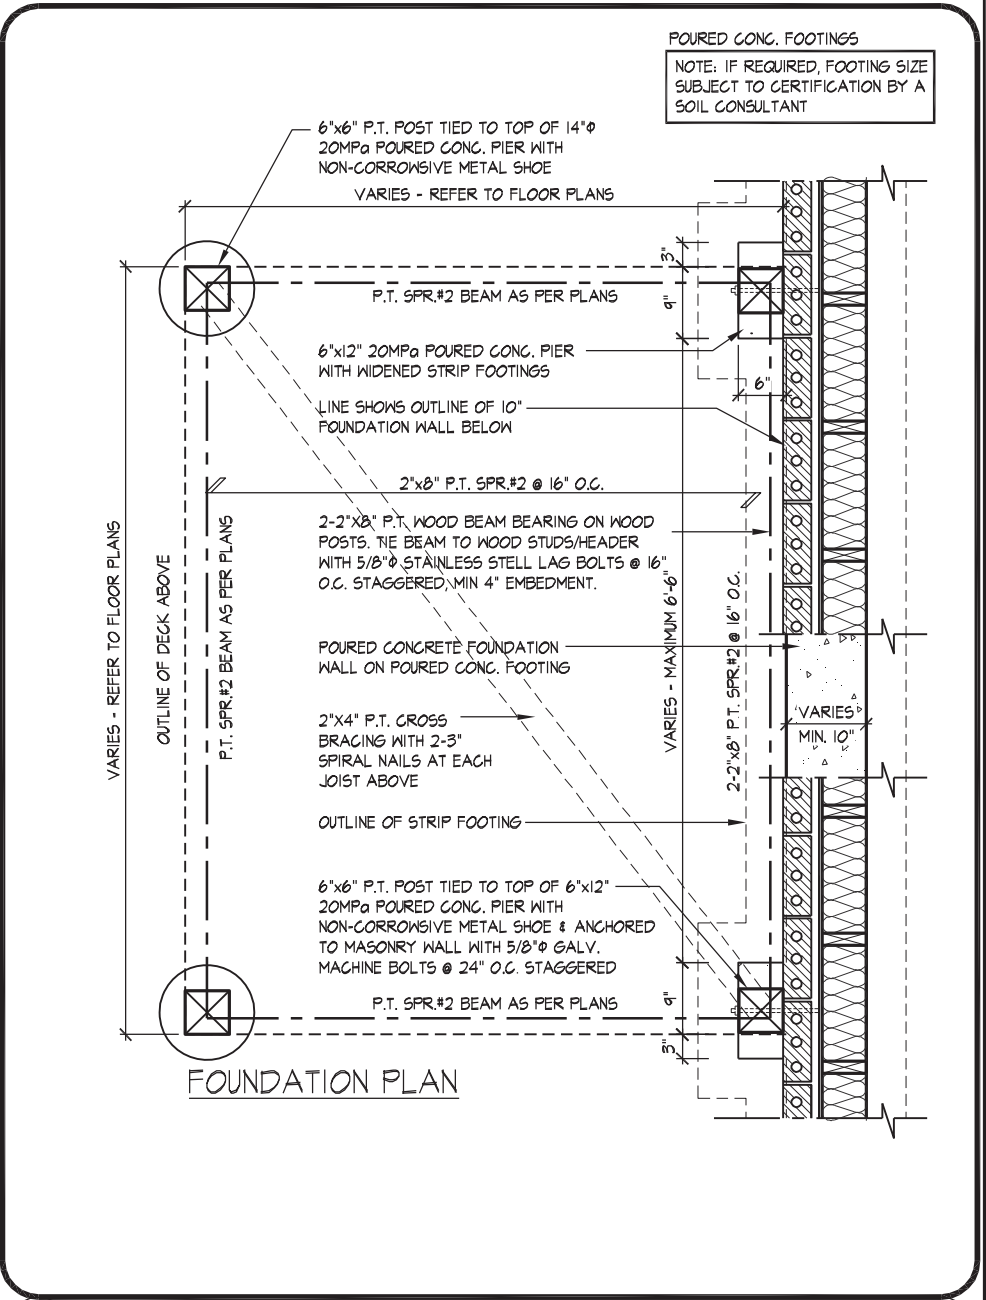 POURED CONC. FOOTINGS
NOTE: IF REQUIRED, FOOTING SIZE
SUBJECT TO CERTIFICATION BY A
SOIL CONSULTANT
6"x6" P.T. POST TIED TO TOP OF 14"Φ
20MPa POURED CONC. PIER WITH
NON-CORROWSIVE METAL SHOE
VARIES - REFER TO FLOOR PLANS
3"
P.T. SPR.#2 BEAM AS PER PLANS
9"
6"x12" 20MPa POURED CONC. PIER
WITH WIDENED STRIP FOOTINGS
6"
LINE SHOWS OUTLINE OF 10"
FOUNDATION WALL BELOW
2"x8" P.T. SPR.#2 @ 16" O.C.
2-2"X8" P.T. WOOD BEAM BEARING ON WOOD
POSTS. TIE BEAM TO WOOD STUDS/HEADER
WITH 5/8"Φ STAINLESS STELL LAG BOLTS @ 16"
O.C. STAGGERED, MIN 4" EMBEDMENT.
VARIES - REFER TO FLOOR PLANS
OUTLINE OF DECK ABOVE
P.T. SPR.#2 BEAM AS PER PLANS
VARIES - MAXIMUM 6'-6"
2-2"x8" P.T. SPR.#2 @ 16" O.C.
POURED CONCRETE FOUNDATION
WALL ON POURED CONC. FOOTING
VARIES
MIN. 10"
2"X4" P.T. CROSS
BRACING WITH 2-3"
SPIRAL NAILS AT EACH
JOIST ABOVE
OUTLINE OF STRIP FOOTING
6"x6" P.T. POST TIED TO TOP OF 6"x12"
20MPa POURED CONC. PIER WITH
NON-CORROWSIVE METAL SHOE & ANCHORED
TO MASONRY WALL WITH 5/8"Φ GALV.
MACHINE BOLTS @ 24" O.C. STAGGERED
P.T. SPR.#2 BEAM AS PER PLANS
9"
3"
FOUNDATION PLAN